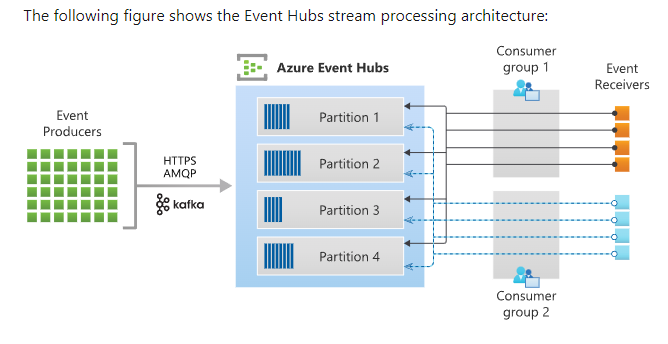 The following figure shows the Event Hubs stream processing architecture:
Consumer
group 1
Event
Receivers
Azure Event Hubs
Event
Producers
HTTPS
AMQP
kafka
Partition 1
Partition 2
Partition 3
Partition 4
Consumer
group 2